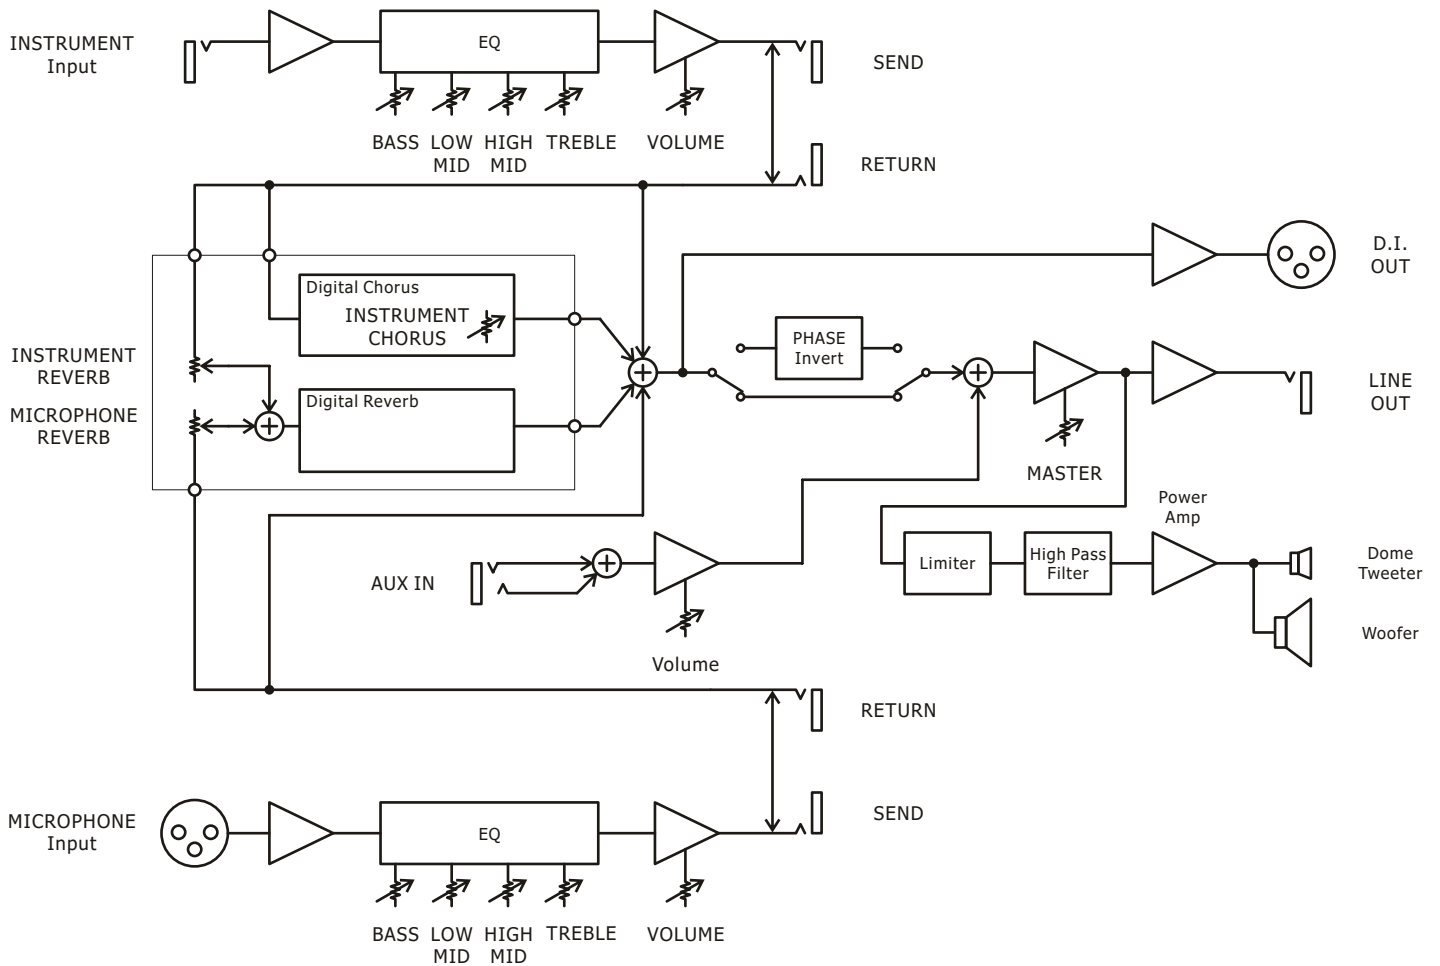 INSTRUMENT
Input
EQ
SEND
BASS LOW HIGH TREBLE VOLUME
MID MID
RETURN
D.I.
OUT
Digital Chorus
INSTRUMENT
CHORUS
PHASE
Invert
INSTRUMENT
REVERB
LINE
OUT
MICROPHONE
REVERB
Digital Reverb
MASTER
Power
Amp
AUX IN
Limiter
High Pass
Filter
Dome
Tweeter
Woofer
Volume
RETURN
SEND
MICROPHONE
Input
EQ
BASS LOW HIGH TREBLE VOLUME
MID MID